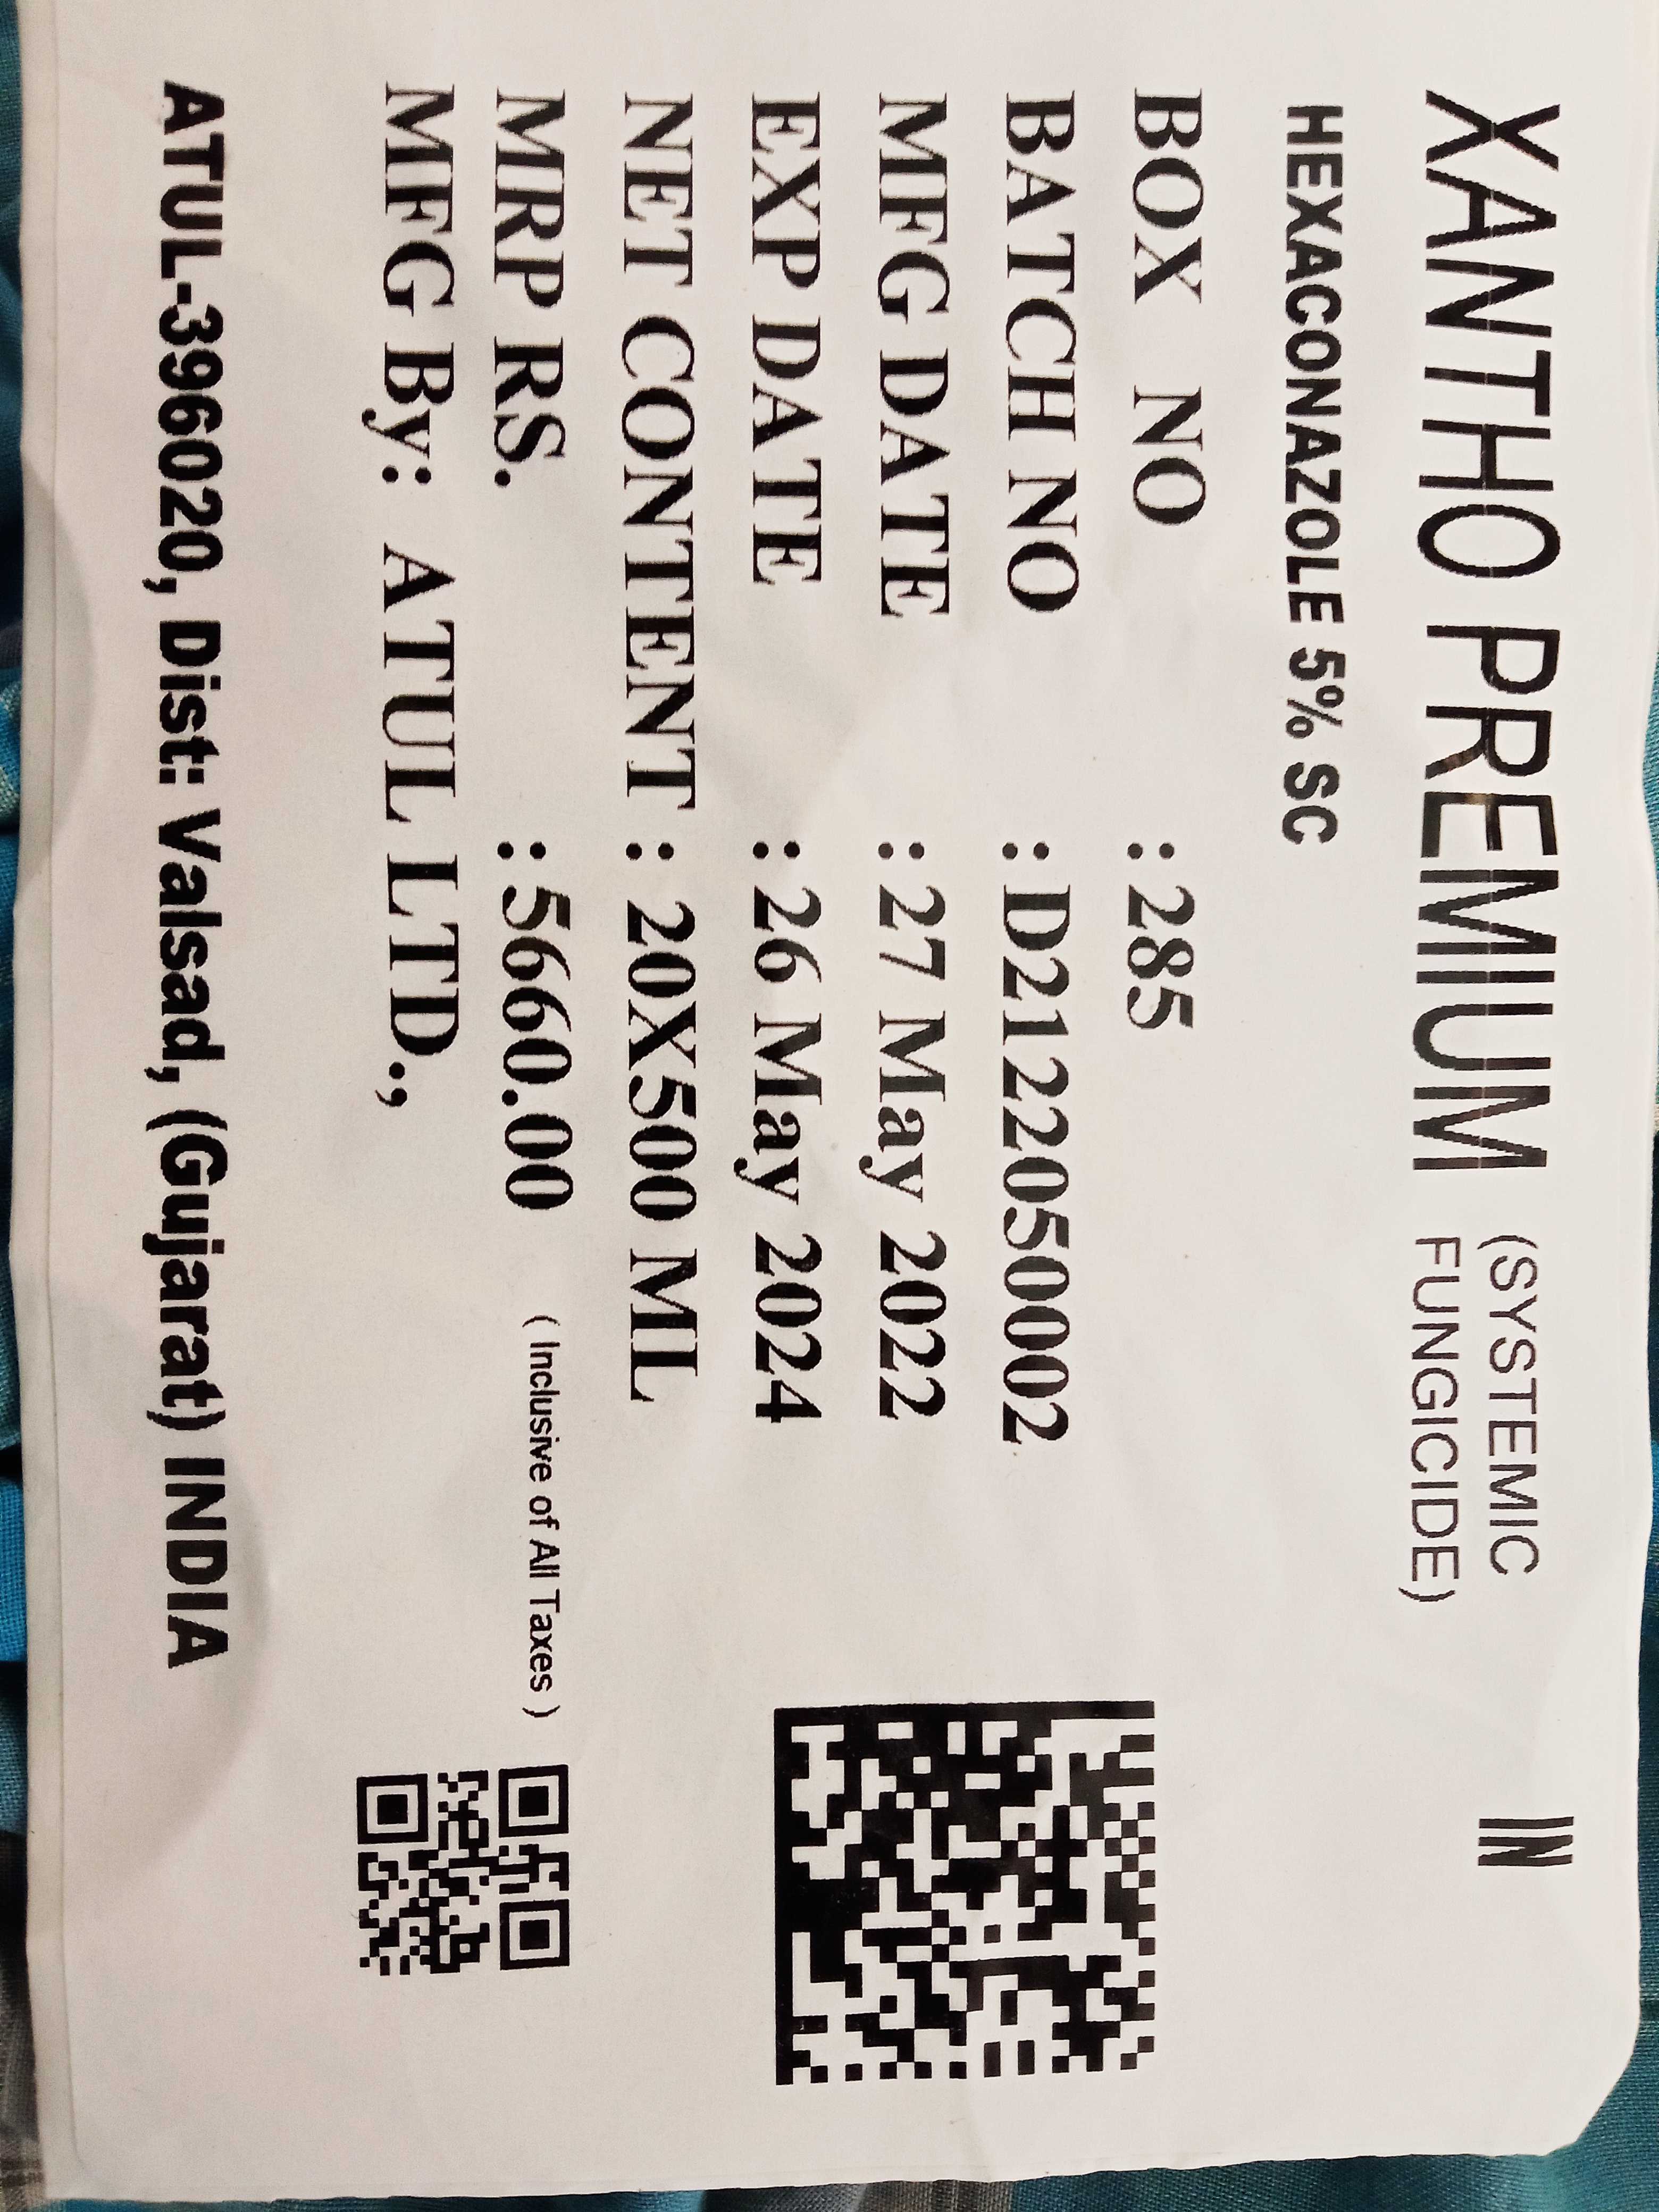 XANTHO PREMIUM (SYSTEMIC FUNGICIDE) IN
HEXACONAZOLE 5% SC
BOX NO : 285
BATCH NO : D2122050002
MFG DATE : 27 May 2022
EXP DATE : 26 May 2024
NET CONTENT : 20X500 ML
MRP RS. : 5660.00 ( Inclusive of All Taxes )
MFG By: ATUL LTD.,
ATUL-396020, Dist: Valsad, (Gujarat) INDIA